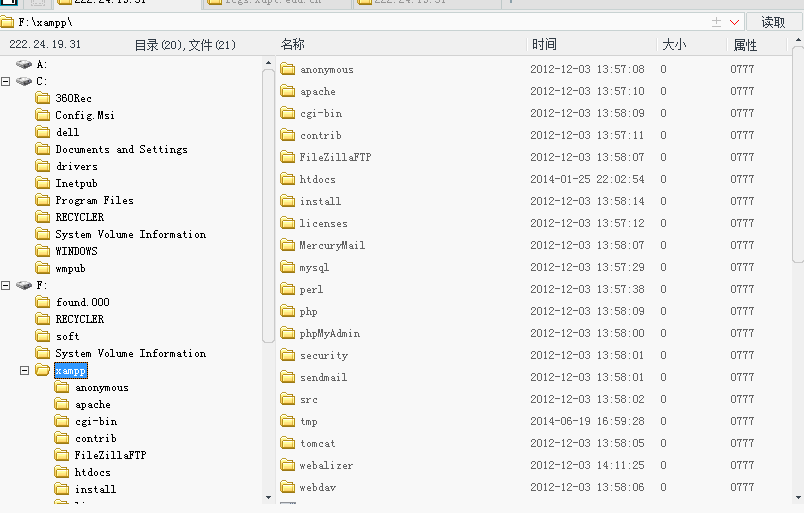 F:\xampp\ 读取
222.24.19.31 目录(20),文件(21) 名称 时间 大小 属性
A:
C:
360Rec
Config.Msi
dell
Documents and Settings
drivers
Inetpub
Program Files
RECYCLER
System Volume Information
WINDOWS
wmpub
F:
found.000
RECYCLER
soft
System Volume Information
xampp
anonymous
apache
cgi-bin
contrib
FileZillaFTP
htdocs
install
anonymous 2012-12-03 13:57:08 0 0777
apache 2012-12-03 13:57:10 0 0777
cgi-bin 2012-12-03 13:58:09 0 0777
contrib 2012-12-03 13:57:11 0 0777
FileZillaFTP 2012-12-03 13:58:07 0 0777
htdocs 2014-01-25 22:02:54 0 0777
install 2012-12-03 13:58:14 0 0777
licenses 2012-12-03 13:57:12 0 0777
MercuryMail 2012-12-03 13:58:07 0 0777
mysql 2012-12-03 13:57:29 0 0777
perl 2012-12-03 13:57:38 0 0777
php 2012-12-03 13:58:09 0 0777
phpMyAdmin 2012-12-03 13:58:00 0 0777
security 2012-12-03 13:58:01 0 0777
sendmail 2012-12-03 13:58:01 0 0777
src 2012-12-03 13:58:02 0 0777
tmp 2014-06-19 16:59:28 0 0777
tomcat 2012-12-03 13:58:05 0 0777
webalizer 2012-12-03 14:11:25 0 0777
webdav 2012-12-03 13:58:06 0 0777